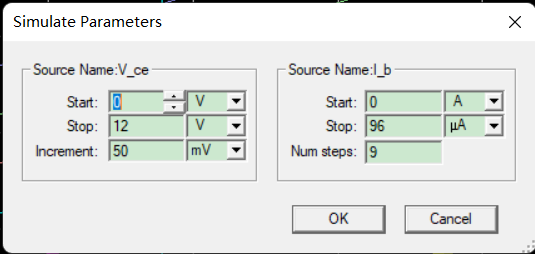 Simulate Parameters
Source Name:V_ce
Start: 0 V
Stop: 12 V
Increment: 50 mV
Source Name:I_b
Start: 0 A
Stop: 96 µA
Num steps: 9
OK Cancel